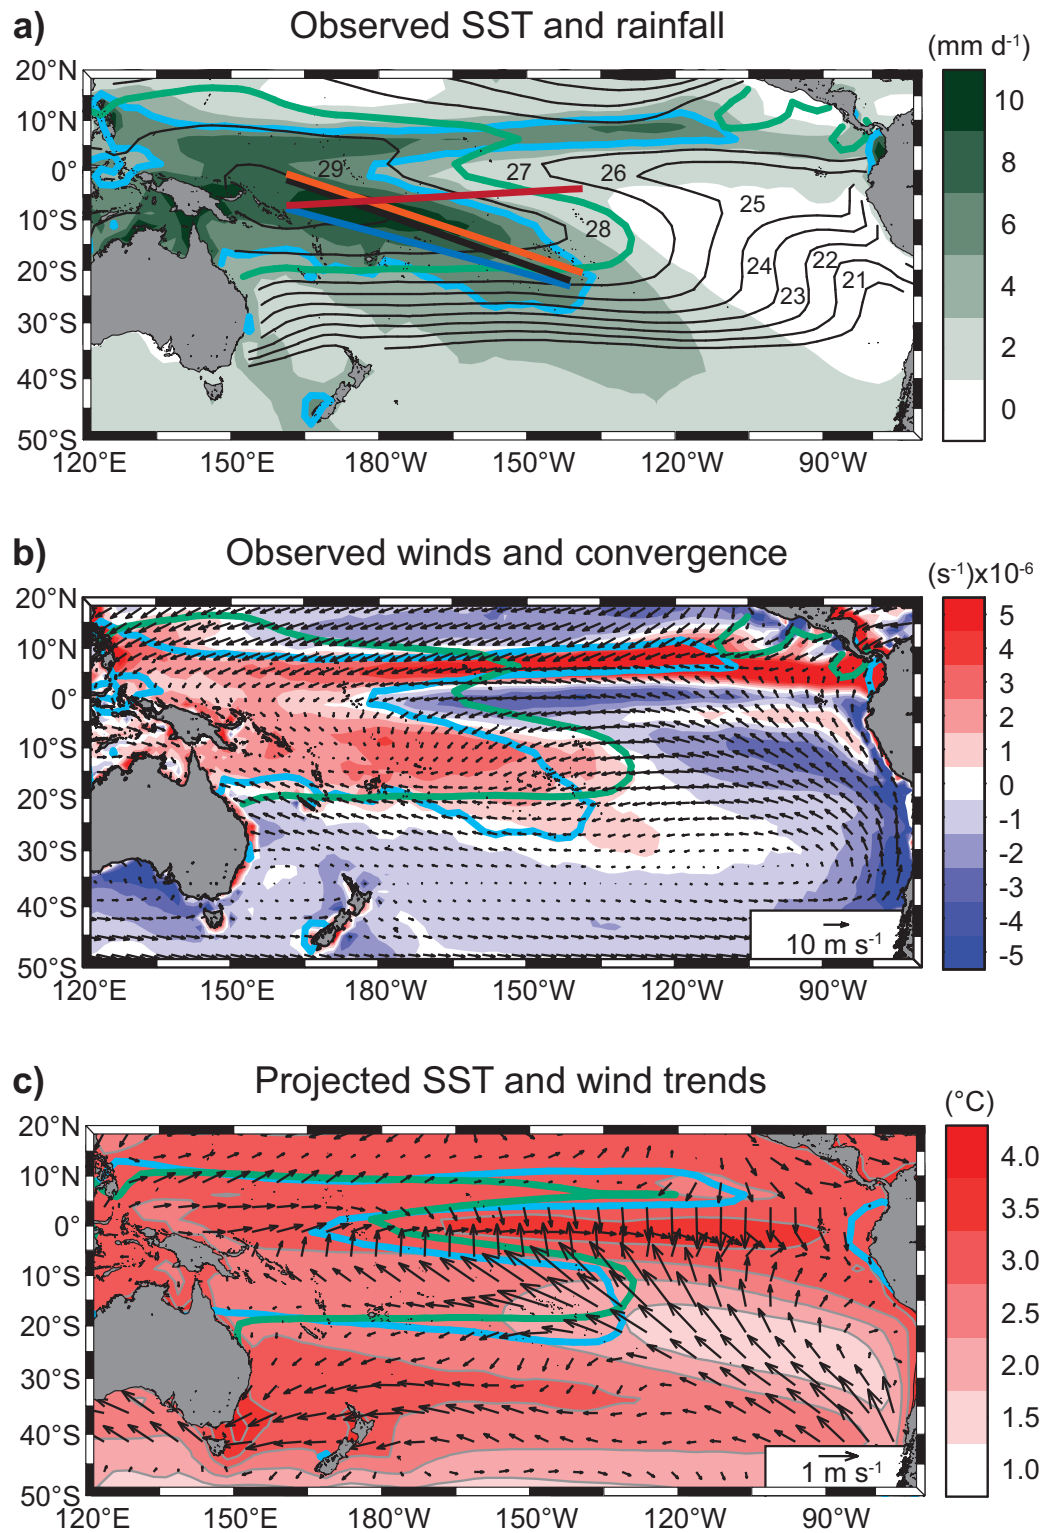 a)
Observed SST and rainfall
(mm d-1)
20°N
10°N
0°
10°S
20°S
30°S
40°S
50°S
29
27
26
28
25
24
22
23
21
120°E
150°E
180°W
150°W
120°W
90°W
10
8
6
4
2
0
b)
Observed winds and convergence
(s-1)x10-6
20°N
10°N
0°
10°S
20°S
30°S
40°S
50°S
10 m s-1
120°E
150°E
180°W
150°W
120°W
90°W
5
4
3
2
1
0
-1
-2
-3
-4
-5
c)
Projected SST and wind trends
(°C)
20°N
10°N
0°
10°S
20°S
30°S
40°S
50°S
1 m s-1
120°E
150°E
180°W
150°W
120°W
90°W
4.0
3.5
3.0
2.5
2.0
1.5
1.0